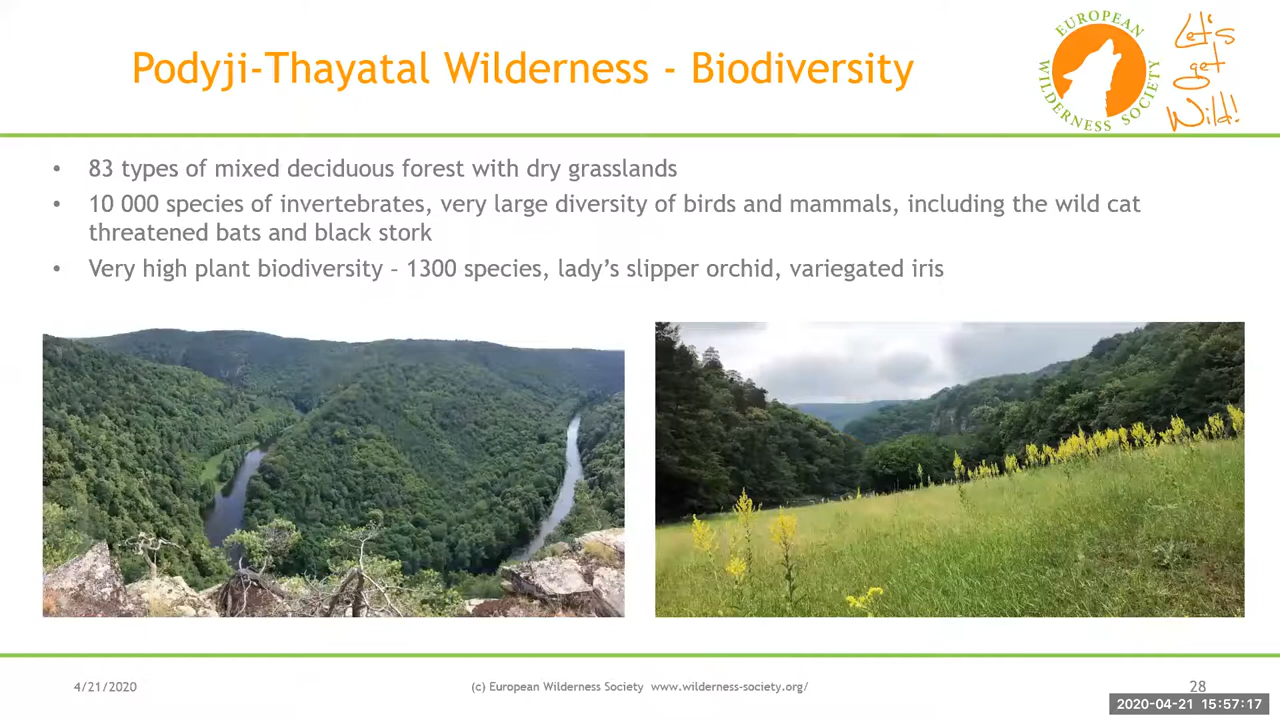 Podyji-Thayatal Wilderness - Biodiversity
EUROPEAN
WILDERNESS SOCIETY
Let's
get
Wild!
• 83 types of mixed deciduous forest with dry grasslands
• 10 000 species of invertebrates, very large diversity of birds and mammals, including the wild cat
threatened bats and black stork
• Very high plant biodiversity – 1300 species, lady's slipper orchid, variegated iris
4/21/2020
(c) European Wilderness Society www.wilderness-society.org/
28
2020-04-21 15:57:17